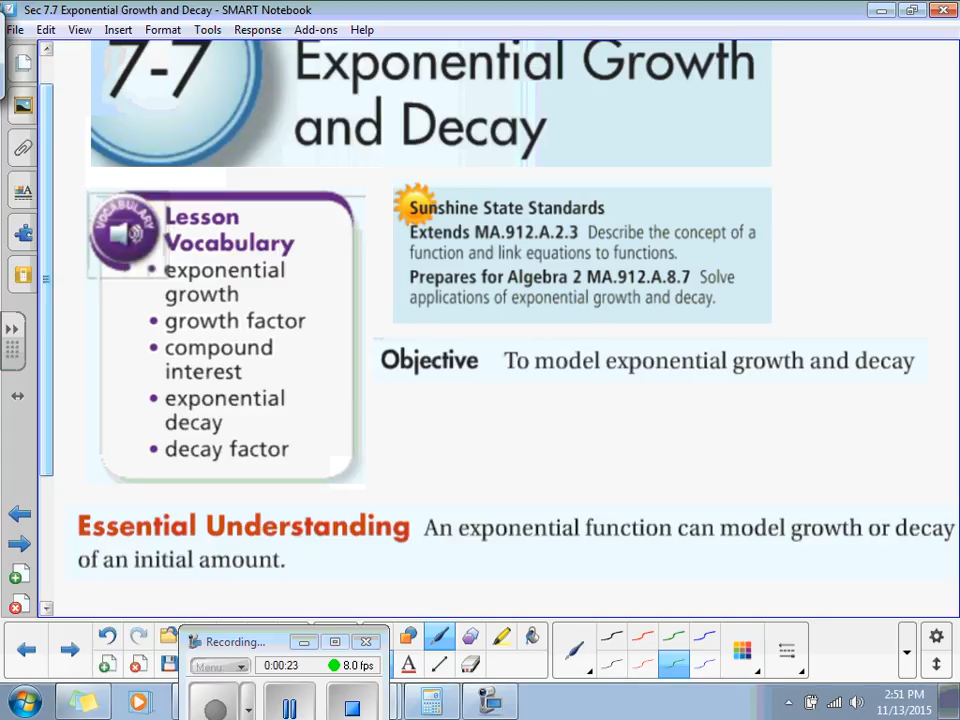 Sec 7.7 Exponential Growth and Decay - SMART Notebook
File Edit View Insert Format Tools Response Add-ons Help
7-7
Exponential Growth
and Decay
VOCABULARY
Lesson
Vocabulary
• exponential
growth
• growth factor
• compound
interest
• exponential
decay
• decay factor
Sunshine State Standards
Extends MA.912.A.2.3 Describe the concept of a
function and link equations to functions.
Prepares for Algebra 2 MA.912.A.8.7 Solve
applications of exponential growth and decay.
Objective To model exponential growth and decay
Essential Understanding An exponential function can model growth or decay
of an initial amount.
Recording...
Menu
0:00:23
8.0 fps
A
2:51 PM
11/13/2015